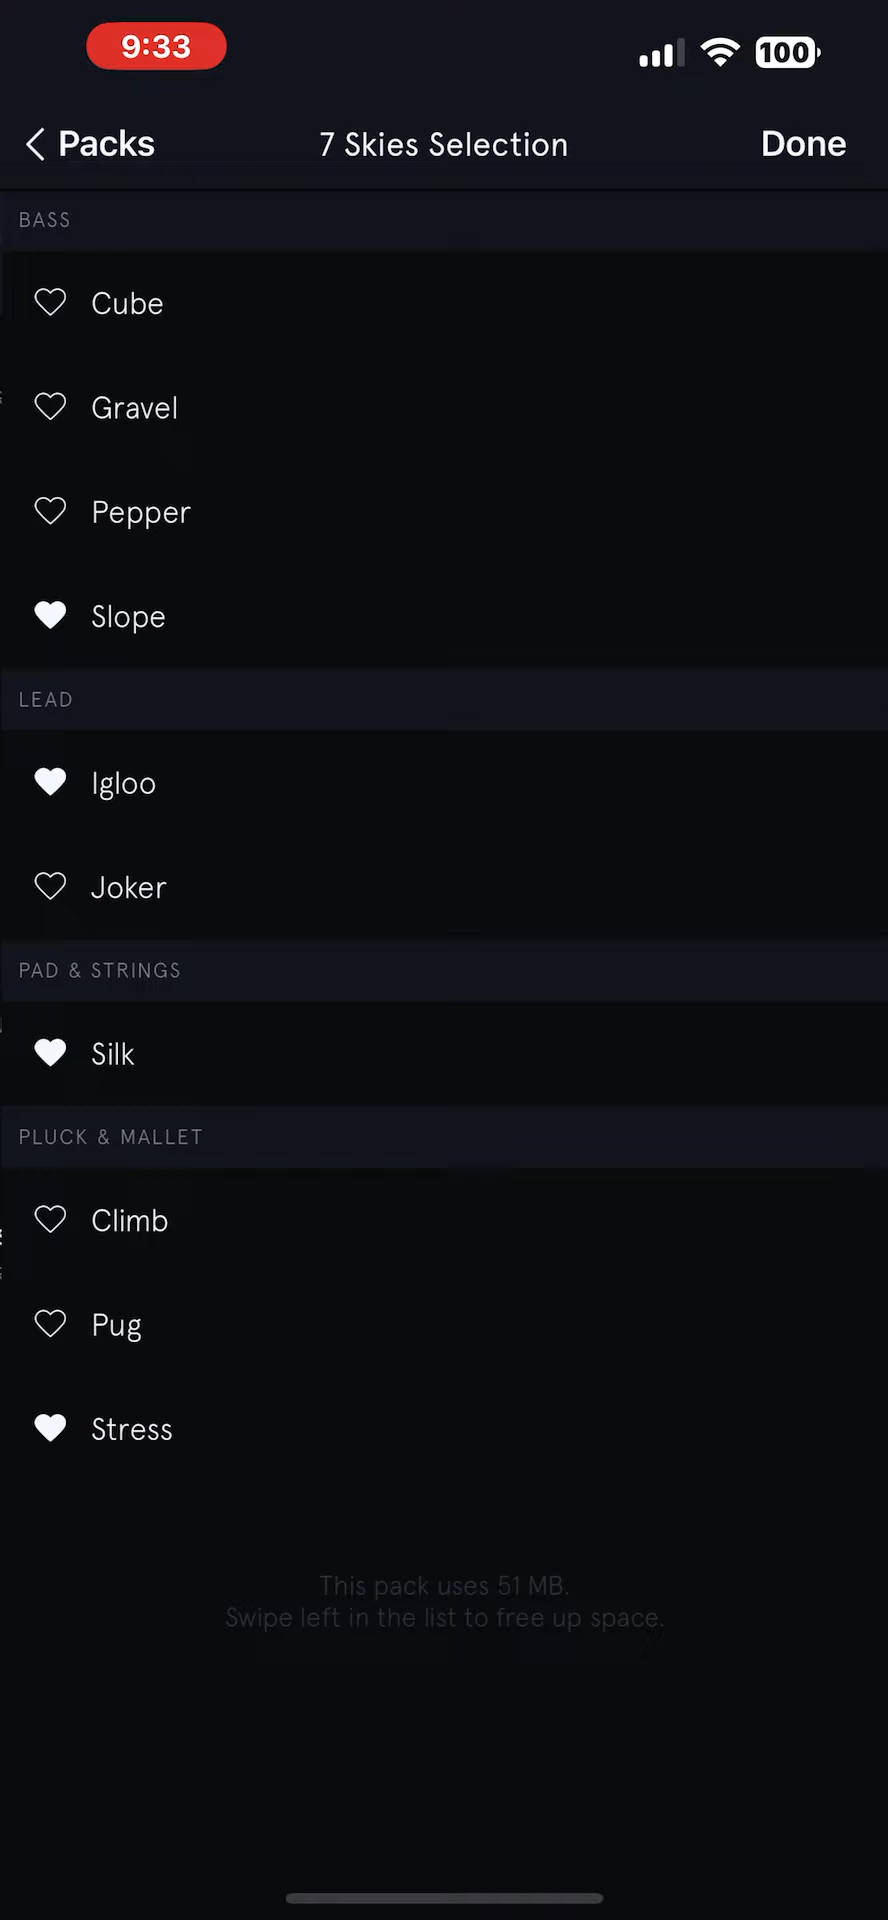 9:33
100
Packs
7 Skies Selection
Done
BASS
Cube
Gravel
Pepper
Slope
LEAD
Igloo
Joker
PAD & STRINGS
Silk
PLUCK & MALLET
Climb
Pug
Stress
This pack uses 51 MB.
Swipe left in the list to free up space.